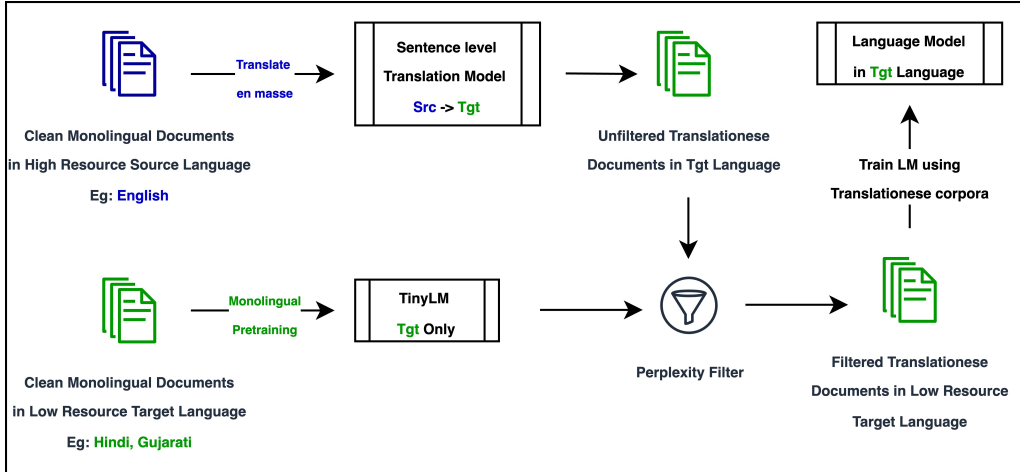 Clean Monolingual Documents
in High Resource Source Language
Eg: English
Translate
en masse
Sentence level
Translation Model
Src -> Tgt
Unfiltered Translationese
Documents in Tgt Language
Language Model
in Tgt Language
Train LM using
Translationese corpora
Clean Monolingual Documents
in Low Resource Target Language
Eg: Hindi, Gujarati
Monolingual
Pretraining
TinyLM
Tgt Only
Perplexity Filter
Filtered Translationese
Documents in Low Resource
Target Language